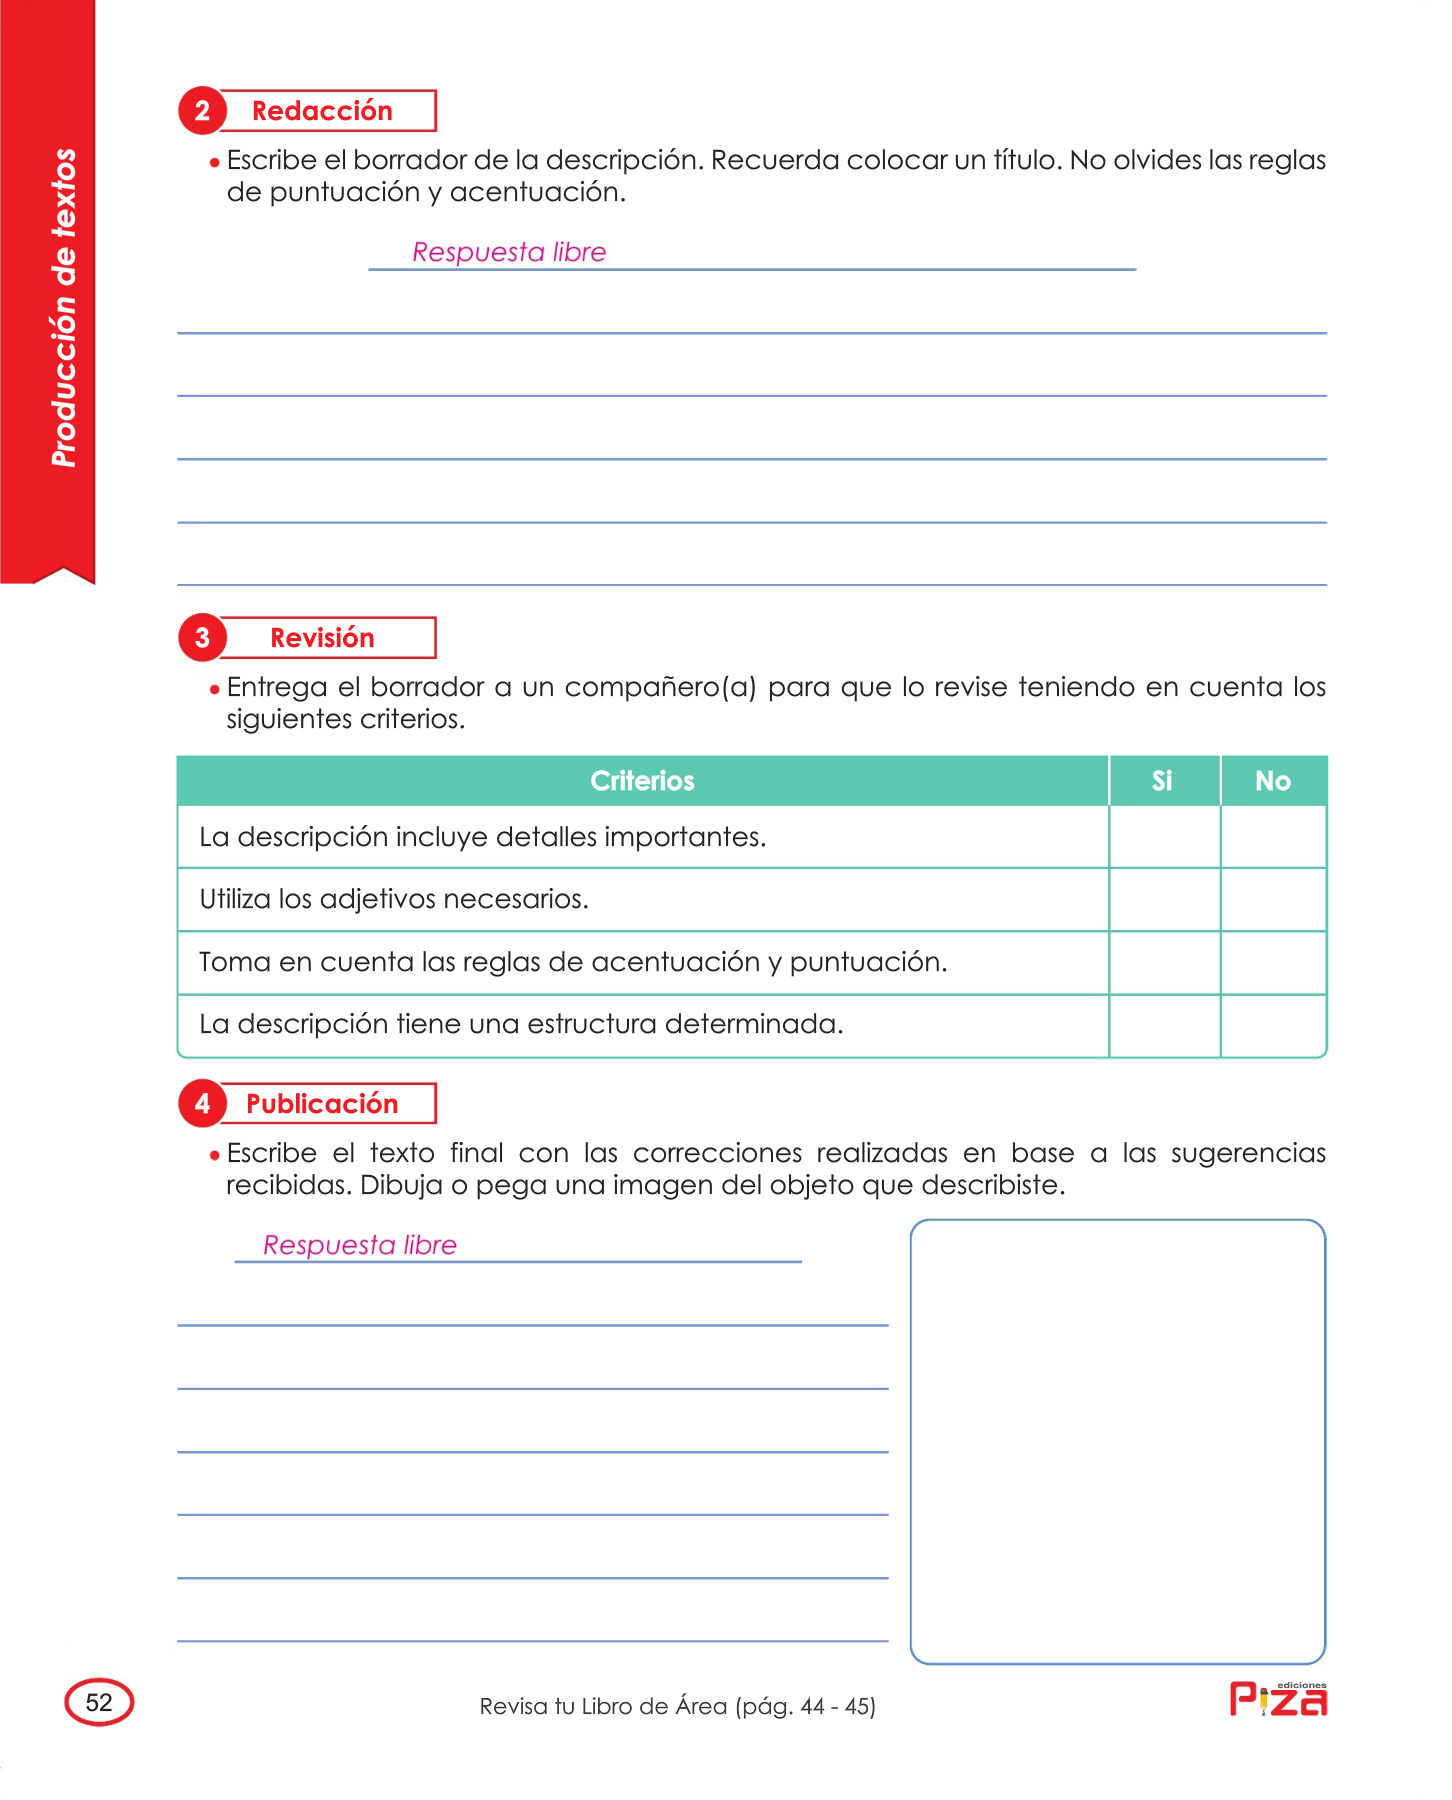 Producción de textos
2 Redacción
• Escribe el borrador de la descripción. Recuerda colocar un título. No olvides las reglas
de puntuación y acentuación.
Respuesta libre
3 Revisión
• Entrega el borrador a un compañero(a) para que lo revise teniendo en cuenta los
siguientes criterios.
Criterios Si No
La descripción incluye detalles importantes.
Utiliza los adjetivos necesarios.
Toma en cuenta las reglas de acentuación y puntuación.
La descripción tiene una estructura determinada.
4 Publicación
• Escribe el texto final con las correcciones realizadas en base a las sugerencias
recibidas. Dibuja o pega una imagen del objeto que describiste.
Respuesta libre
52
Revisa tu Libro de Área (pág. 44 - 45)
ediciones
Piza